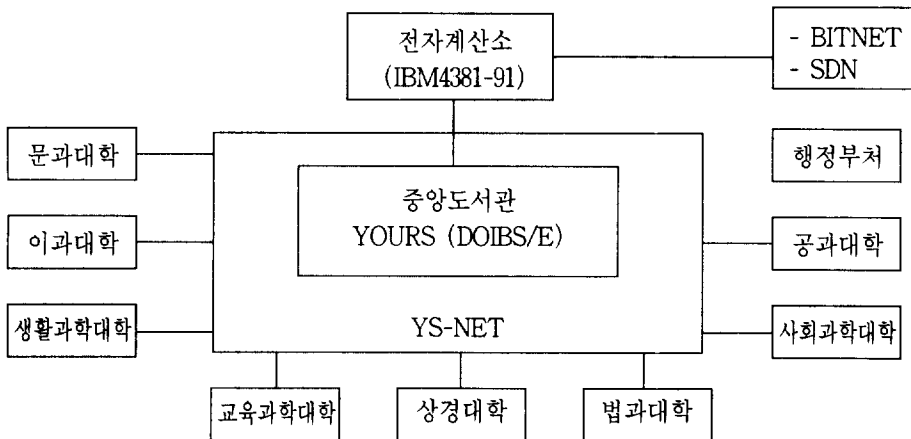 전자계산소
(IBM4381-91)
- BITNET
- SDN
문과대학
행정부처
중앙도서관
YOURS (DOIBS/E)
이과대학
공과대학
생활과학대학
YS-NET
사회과학대학
교육과학대학
상경대학
법과대학